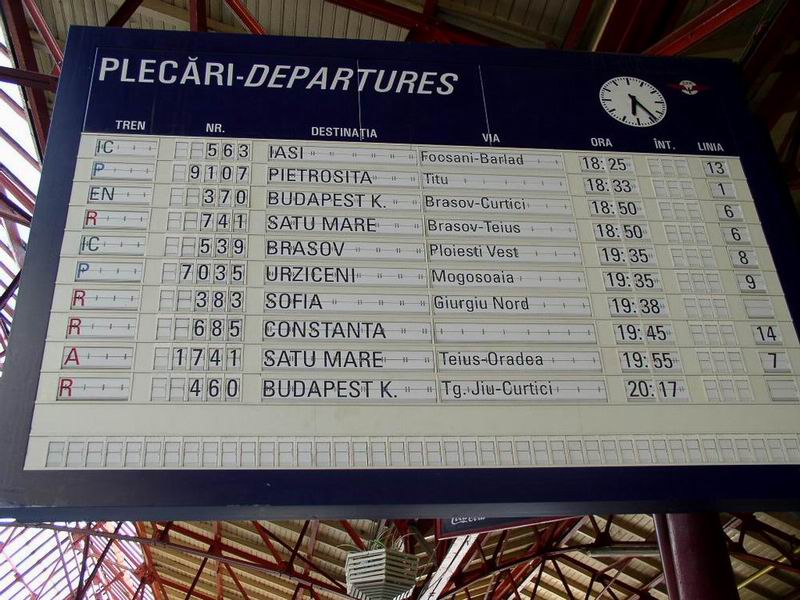 PLECĂRI-DEPARTURES
TREN NR. DESTINAȚIA VIA ORA ÎNT. LINIA
IC 563 IASI Focsani-Barlad 18:25 13
P 9107 PIETROSITA Titu 18:33 1
EN 370 BUDAPEST K. Brasov-Curtici 18:50 6
R 741 SATU MARE Brasov-Teius 18:50 6
IC 539 BRASOV Ploiesti Vest 19:35 8
P 7035 URZICENI Mogosoaia 19:35 9
R 383 SOFIA Giurgiu Nord 19:38
R 685 CONSTANTA 19:45 14
A 1741 SATU MARE Teius-Oradea 19:55 7
R 460 BUDAPEST K. Tg. Jiu-Curtici 20:17